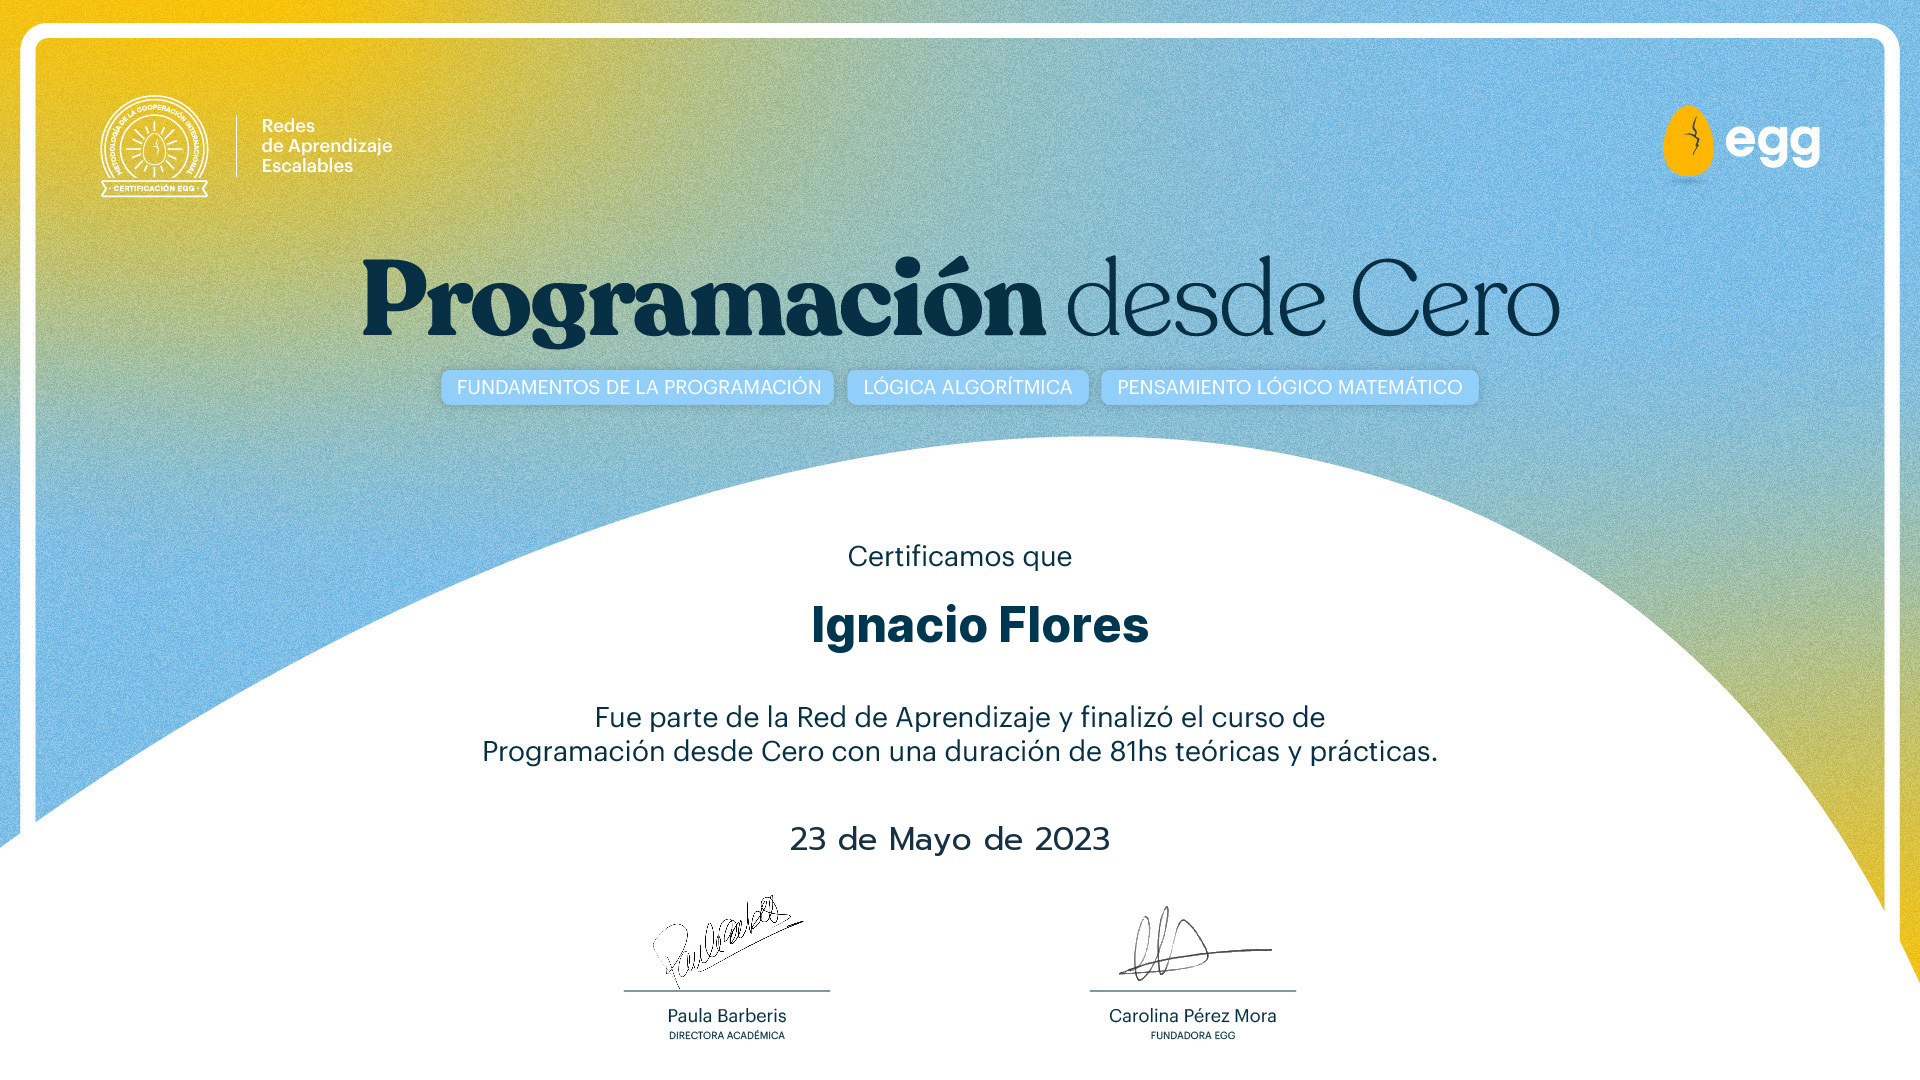 METODOLOGÍA DE LA COOPERACIÓN INTERNACIONAL
· CERTIFICACIÓN EGG ·
Redes
de Aprendizaje
Escalables
egg
Programación desde Cero
FUNDAMENTOS DE LA PROGRAMACIÓN
LÓGICA ALGORÍTMICA
PENSAMIENTO LÓGICO MATEMÁTICO
Certificamos que
Ignacio Flores
Fue parte de la Red de Aprendizaje y finalizó el curso de
Programación desde Cero con una duración de 81hs teóricas y prácticas.
23 de Mayo de 2023
Paula Barberis
DIRECTORA ACADÉMICA
Carolina Pérez Mora
FUNDADORA EGG